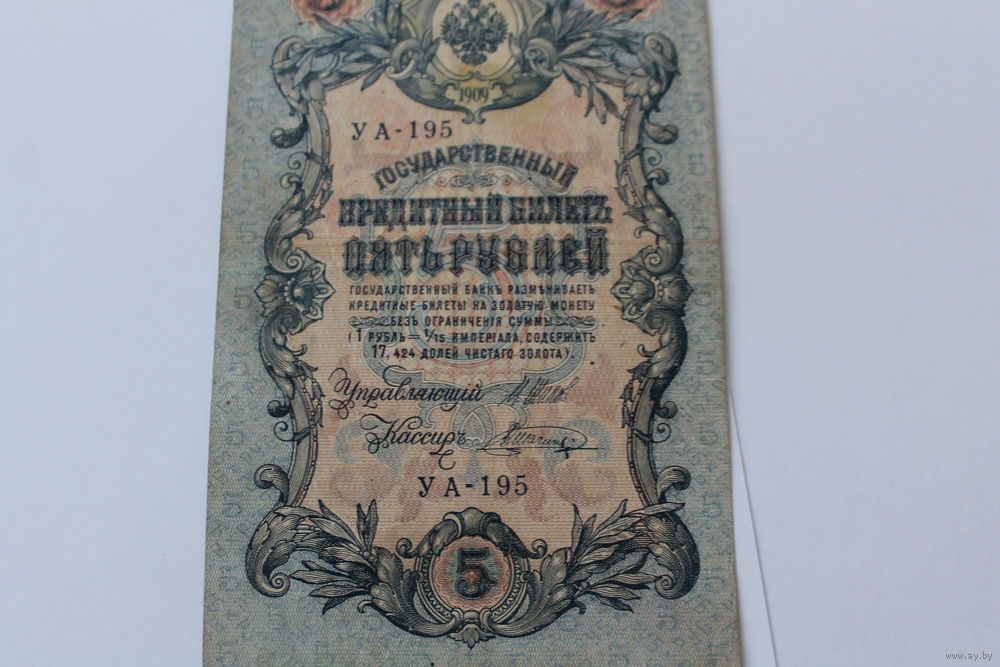 1909
УА-195
ГОСУДАРСТВЕННЫЙ
КРЕДИТНЫЙ БИЛЕТЪ
ПЯТЬ РУБЛЕЙ
ГОСУДАРСТВЕННЫЙ БАНКЪ РАЗМѢНИВАЕТЪ
КРЕДИТНЫЕ БИЛЕТЫ НА ЗОЛОТУЮ МОНЕТУ
БЕЗЪ ОГРАНИЧЕНІЯ СУММЫ
(1 РУБЛЬ = 1/15 ИМПЕРІАЛА, СОДЕРЖИТЪ
17,424 ДОЛЕЙ ЧИСТАГО ЗОЛОТА)
Управляющій
Кассиръ
УА-195
5
www.ay.by